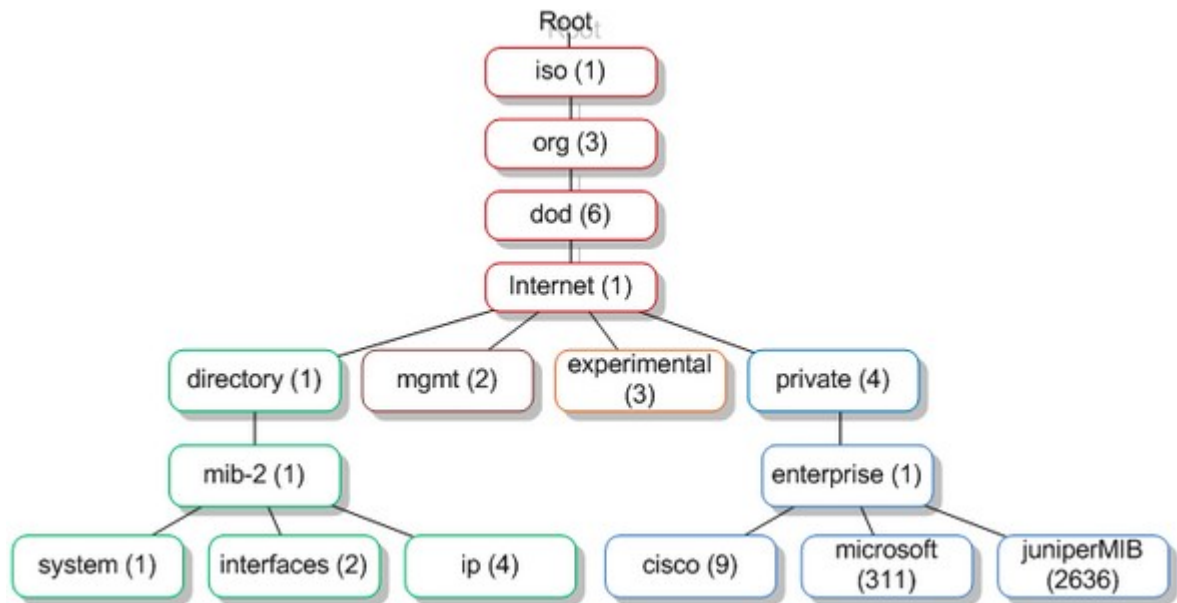 Root
iso (1)
org (3)
dod (6)
Internet (1)
directory (1)
mgmt (2)
experimental
(3)
private (4)
mib-2 (1)
enterprise (1)
system (1)
interfaces (2)
ip (4)
cisco (9)
microsoft
(311)
juniperMIB
(2636)